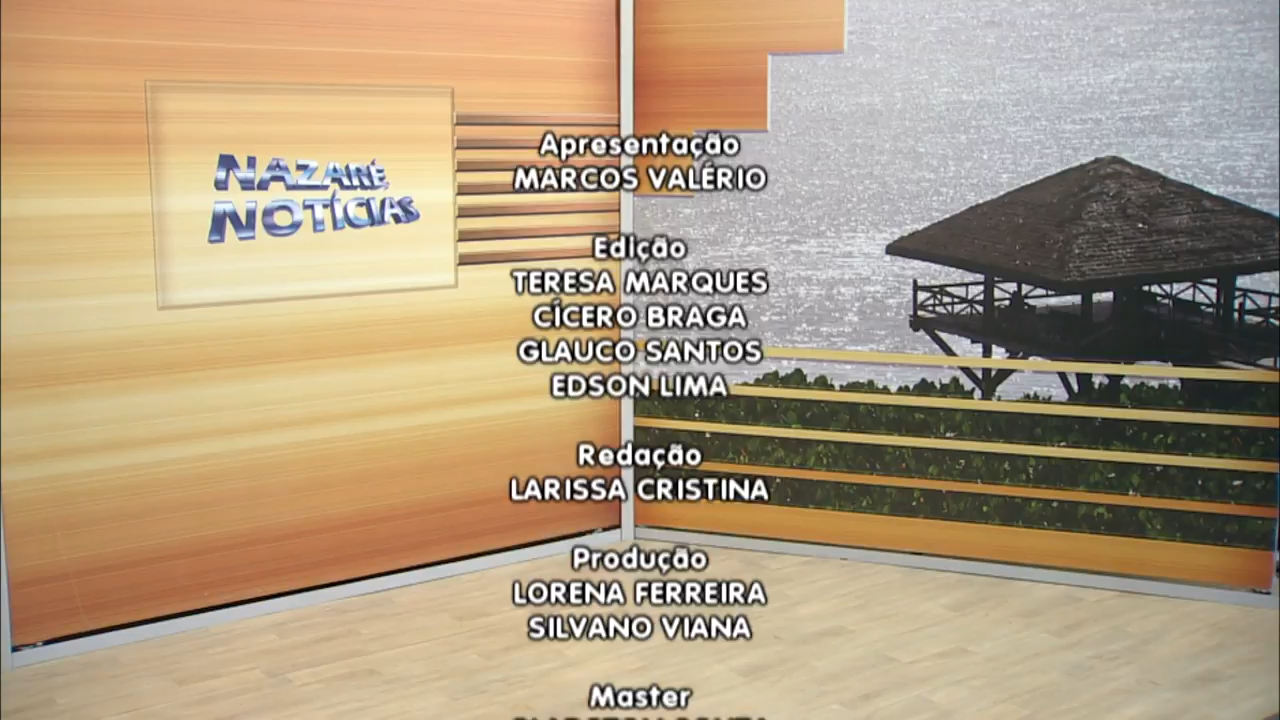 NAZARÉ
NOTÍCIAS
Apresentação
MARCOS VALÉRIO
Edição
TERESA MARQUES
CÍCERO BRAGA
GLAUCO SANTOS
EDSON LIMA
Redação
LARISSA CRISTINA
Produção
LORENA FERREIRA
SILVANO VIANA
Master